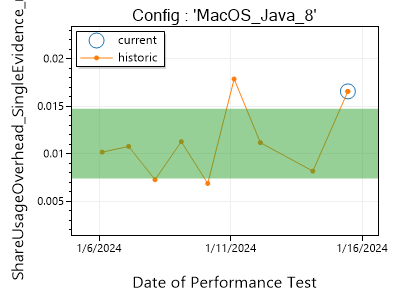 Config : 'MacOS_Java_8'
current
historic
0.02
0.015
0.01
0.005
ShareUsageOverhead_SingleEvidence_
1/6/2024
1/11/2024
1/16/2024
Date of Performance Test